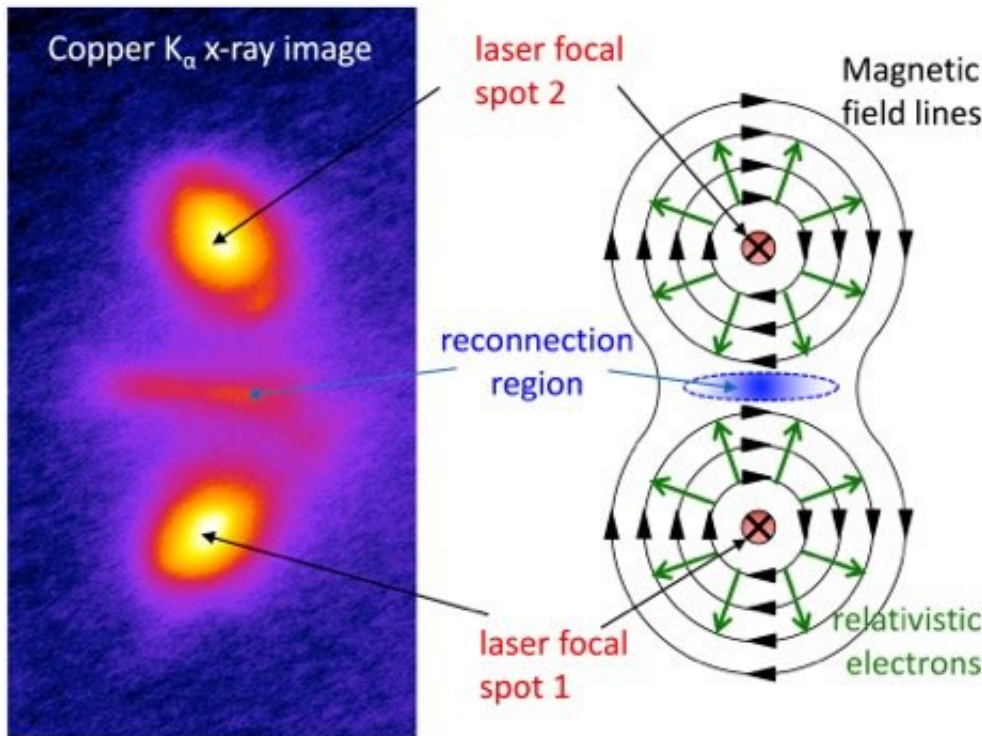 Copper Kα x-ray image
laser focal
spot 2
Magnetic
field lines
reconnection
region
laser focal
spot 1
relativistic
electrons